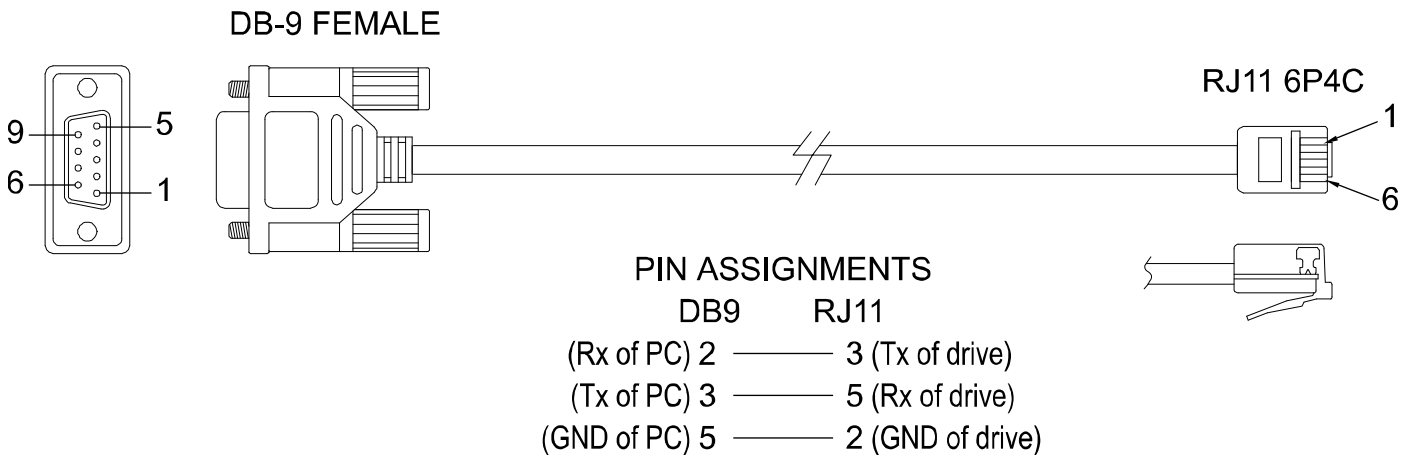 DB-9 FEMALE
RJ11 6P4C
9
5
6
1
1
6
PIN ASSIGNMENTS
DB9 RJ11
(Rx of PC) 2 3 (Tx of drive)
(Tx of PC) 3 5 (Rx of drive)
(GND of PC) 5 2 (GND of drive)